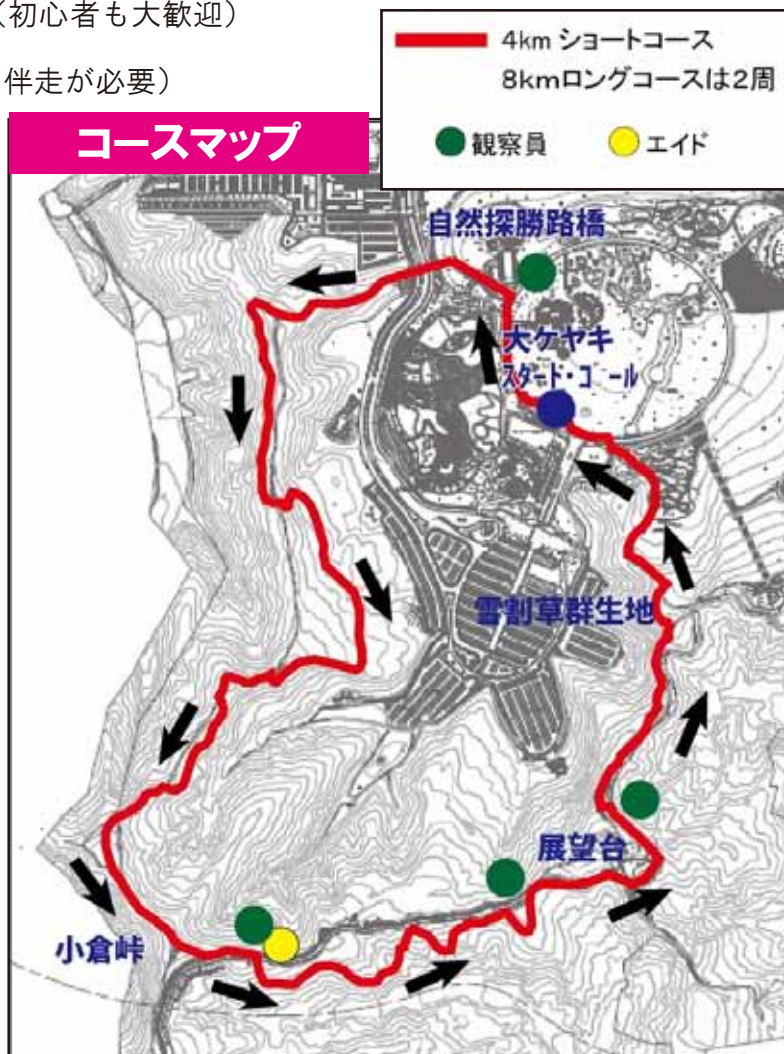 (初心者も大歓迎)
伴走が必要)
4km ショートコース
8kmロングコースは2周
観察員
エイド
コースマップ
自然探勝路橋
大ケヤキ
スタート・ゴール
雪割草群生地
展望台
小倉峠